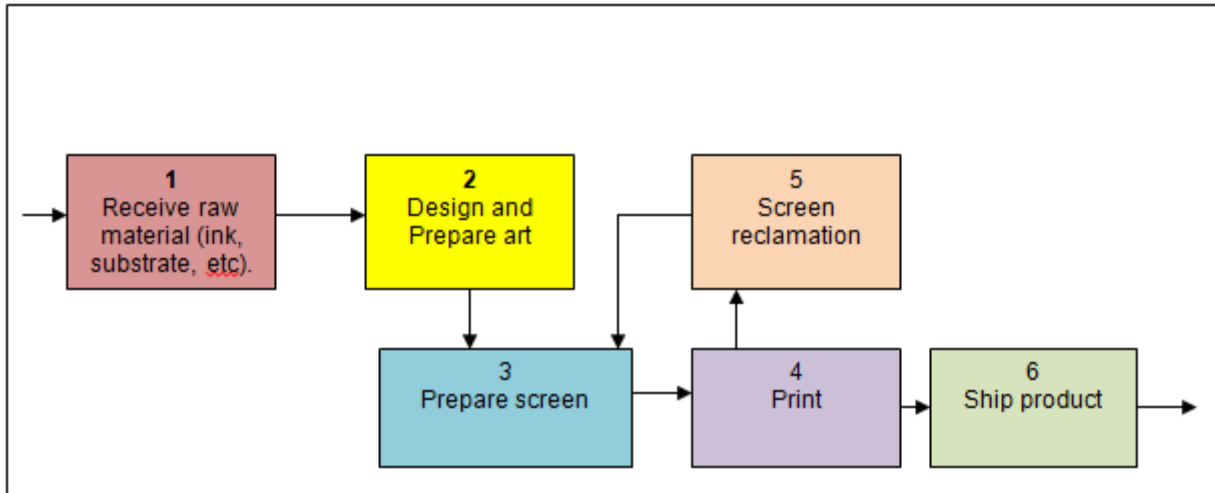 1
Receive raw
material (ink,
substrate, etc).
2
Design and
Prepare art
5
Screen
reclamation
3
Prepare screen
4
Print
6
Ship product